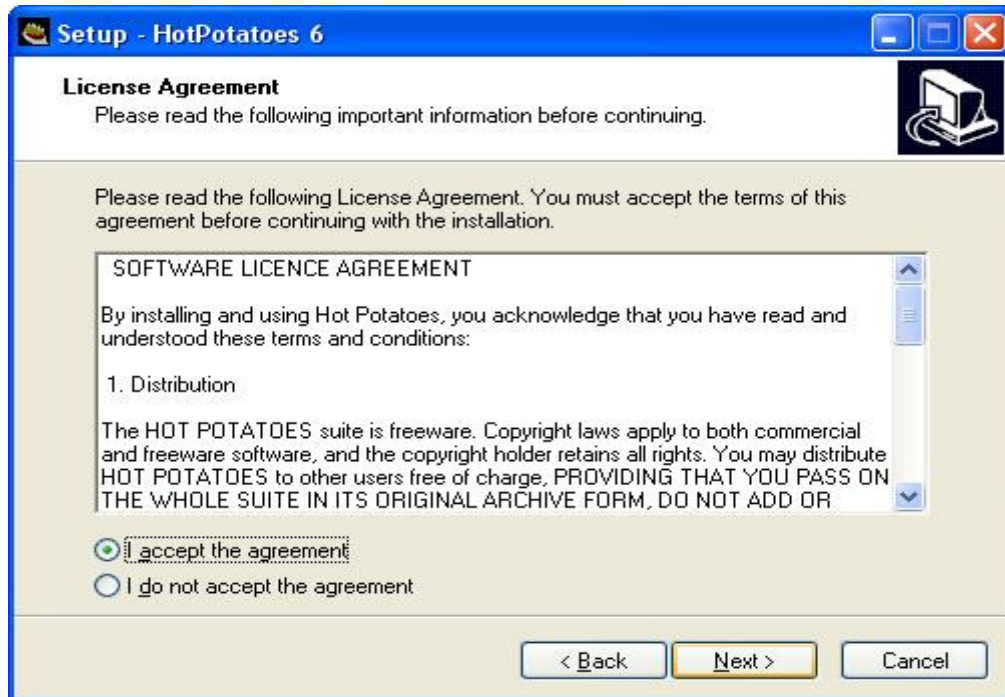 Setup - HotPotatoes 6
License Agreement
Please read the following important information before continuing.
Please read the following License Agreement. You must accept the terms of this
agreement before continuing with the installation.
SOFTWARE LICENCE AGREEMENT
By installing and using Hot Potatoes, you acknowledge that you have read and
understood these terms and conditions:
1. Distribution
The HOT POTATOES suite is freeware. Copyright laws apply to both commercial
and freeware software, and the copyright holder retains all rights. You may distribute
HOT POTATOES to other users free of charge, PROVIDING THAT YOU PASS ON
THE WHOLE SUITE IN ITS ORIGINAL ARCHIVE FORM, DO NOT ADD OR
I accept the agreement
I do not accept the agreement
< Back Next > Cancel